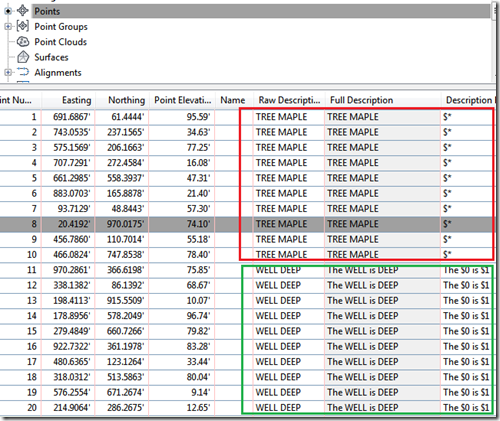 Points
Point Groups
Point Clouds
Surfaces
Alignments
int Nu... Easting Northing Point Elevati... Name Raw Descripti... Full Description Description
1 691.6867' 61.4444' 95.59' TREE MAPLE TREE MAPLE $*
2 743.0535' 237.1565' 34.63' TREE MAPLE TREE MAPLE $*
3 575.1569' 206.1663' 77.25' TREE MAPLE TREE MAPLE $*
4 707.7291' 272.4584' 16.08' TREE MAPLE TREE MAPLE $*
5 661.2985' 558.3937' 47.31' TREE MAPLE TREE MAPLE $*
6 883.0703' 165.8878' 21.40' TREE MAPLE TREE MAPLE $*
7 93.7129' 48.8443' 57.30' TREE MAPLE TREE MAPLE $*
8 20.4192' 970.0175' 74.10' TREE MAPLE TREE MAPLE $*
9 456.7860' 110.7014' 55.18' TREE MAPLE TREE MAPLE $*
10 466.0824' 747.8538' 78.40' TREE MAPLE TREE MAPLE $*
11 970.2861' 366.6198' 75.85' WELL DEEP The WELL is DEEP The $0 is $1
12 338.1382' 86.1392' 68.67' WELL DEEP The WELL is DEEP The $0 is $1
13 198.4113' 915.5509' 10.07' WELL DEEP The WELL is DEEP The $0 is $1
14 178.8956' 578.2049' 96.74' WELL DEEP The WELL is DEEP The $0 is $1
15 279.4849' 660.7266' 79.82' WELL DEEP The WELL is DEEP The $0 is $1
16 922.7322' 361.1978' 83.28' WELL DEEP The WELL is DEEP The $0 is $1
17 480.6365' 123.1264' 33.44' WELL DEEP The WELL is DEEP The $0 is $1
18 318.0312' 513.5863' 80.04' WELL DEEP The WELL is DEEP The $0 is $1
19 576.2554' 671.2674' 9.14' WELL DEEP The WELL is DEEP The $0 is $1
20 214.9064' 286.2675' 12.65' WELL DEEP The WELL is DEEP The $0 is $1